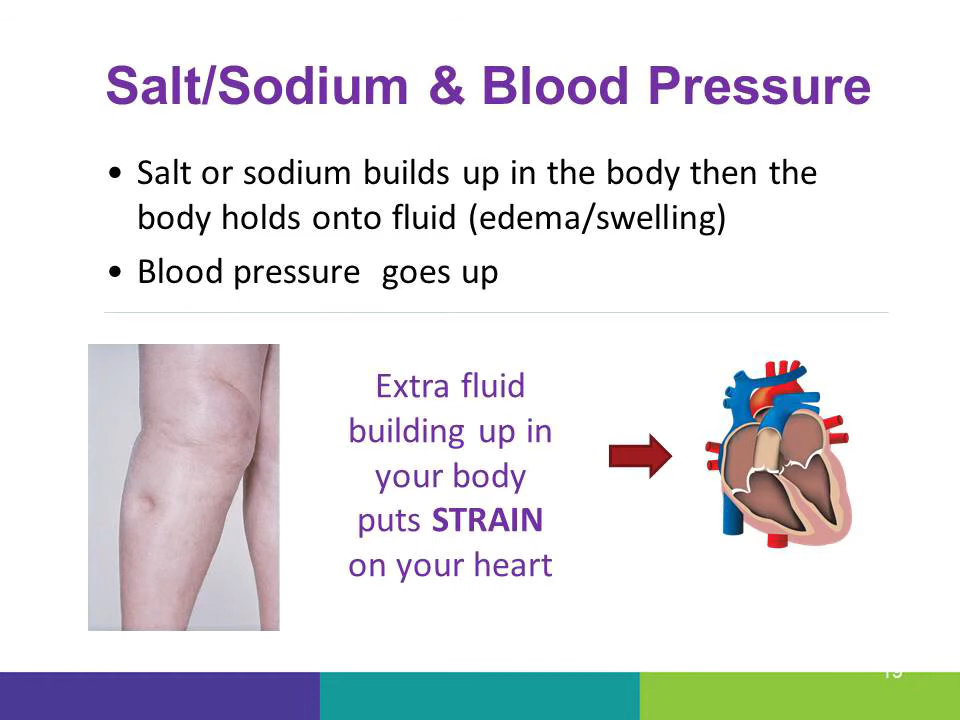 Salt/Sodium & Blood Pressure
• Salt or sodium builds up in the body then the
body holds onto fluid (edema/swelling)
• Blood pressure  goes up
Extra fluid
building up in
your body
puts STRAIN
on your heart